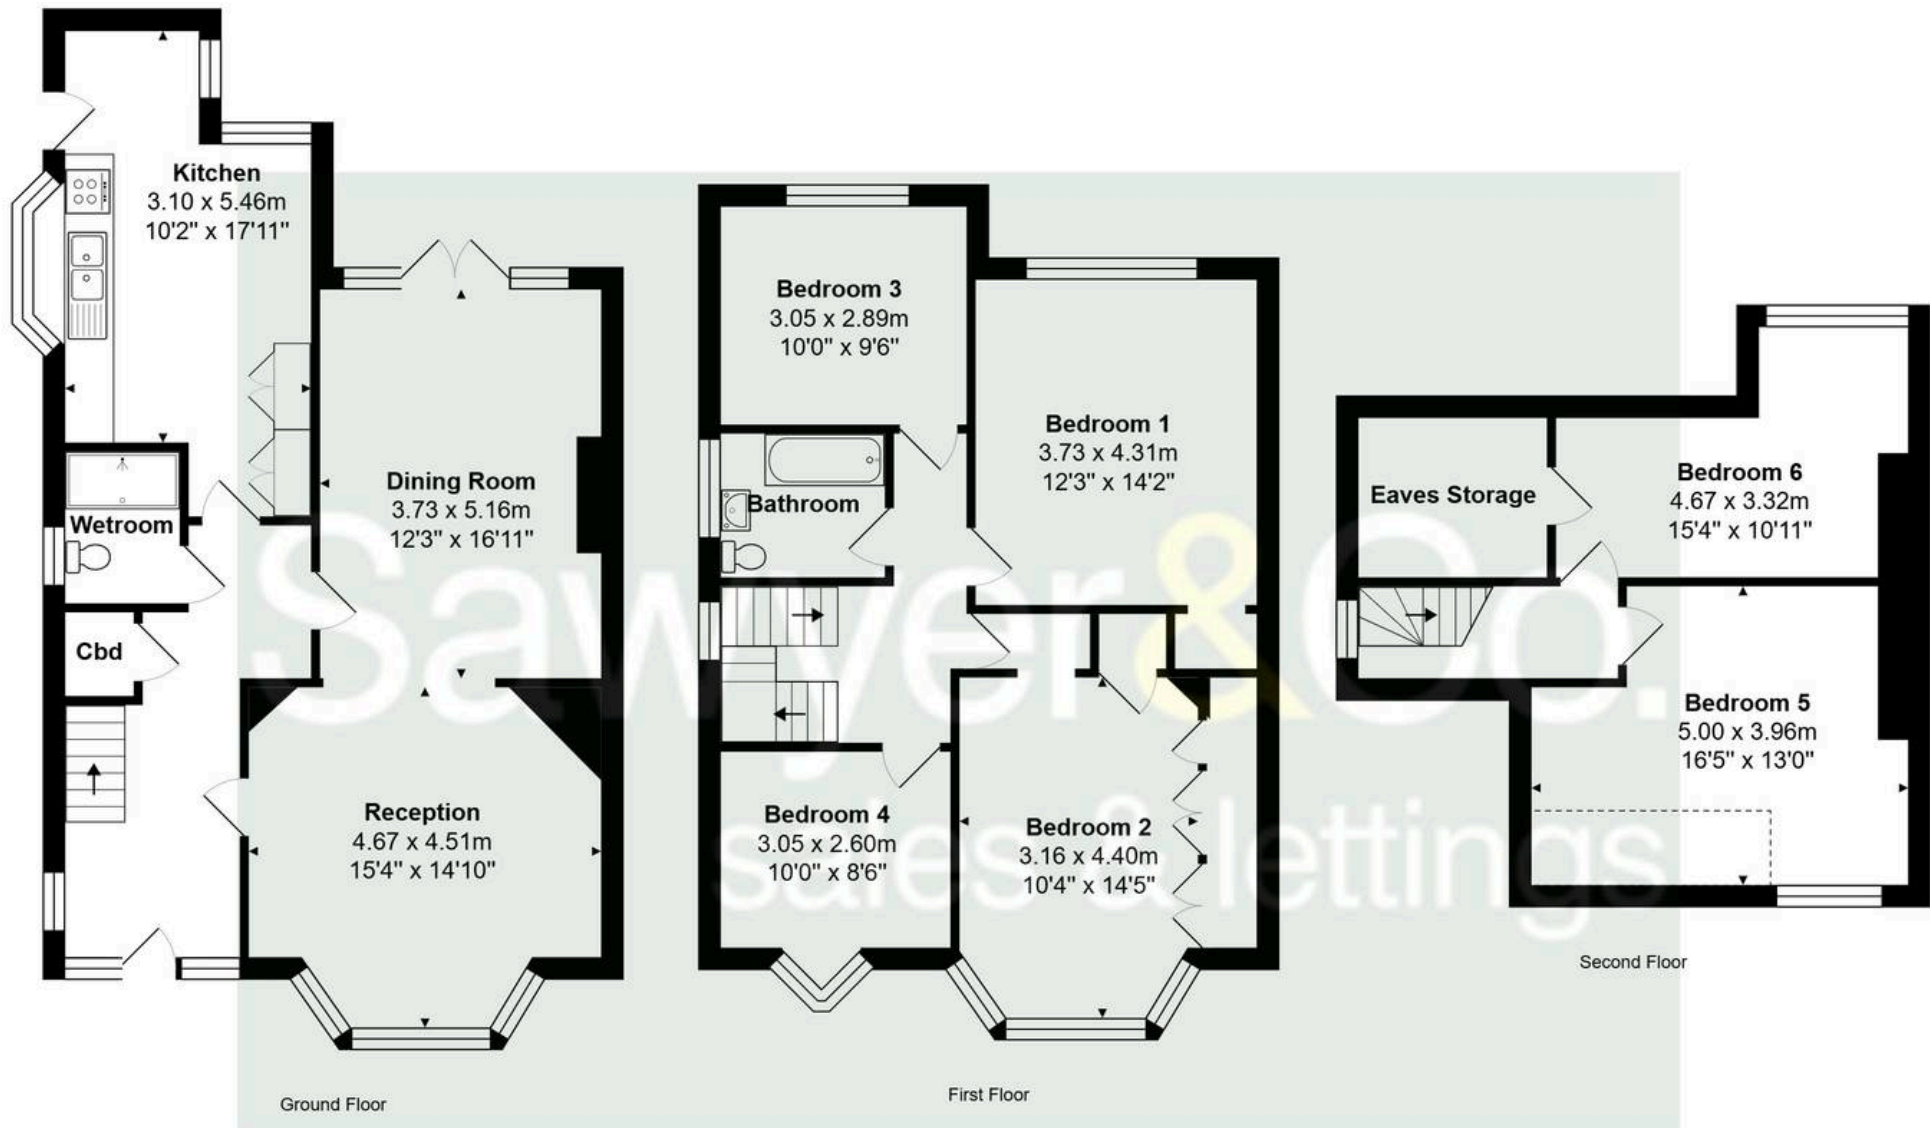 Kitchen
3.10 x 5.46m
10'2" x 17'11"
Dining Room
3.73 x 5.16m
12'3" x 16'11"
Wetroom
Cbd
Reception
4.67 x 4.51m
15'4" x 14'10"
Ground Floor
Bedroom 3
3.05 x 2.89m
10'0" x 9'6"
Bedroom 1
3.73 x 4.31m
12'3" x 14'2"
Bathroom
Bedroom 4
3.05 x 2.60m
10'0" x 8'6"
Bedroom 2
3.16 x 4.40m
10'4" x 14'5"
First Floor
Eaves Storage
Bedroom 6
4.67 x 3.32m
15'4" x 10'11"
Bedroom 5
5.00 x 3.96m
16'5" x 13'0"
Second Floor
Sawyer&Co.
sales & lettings